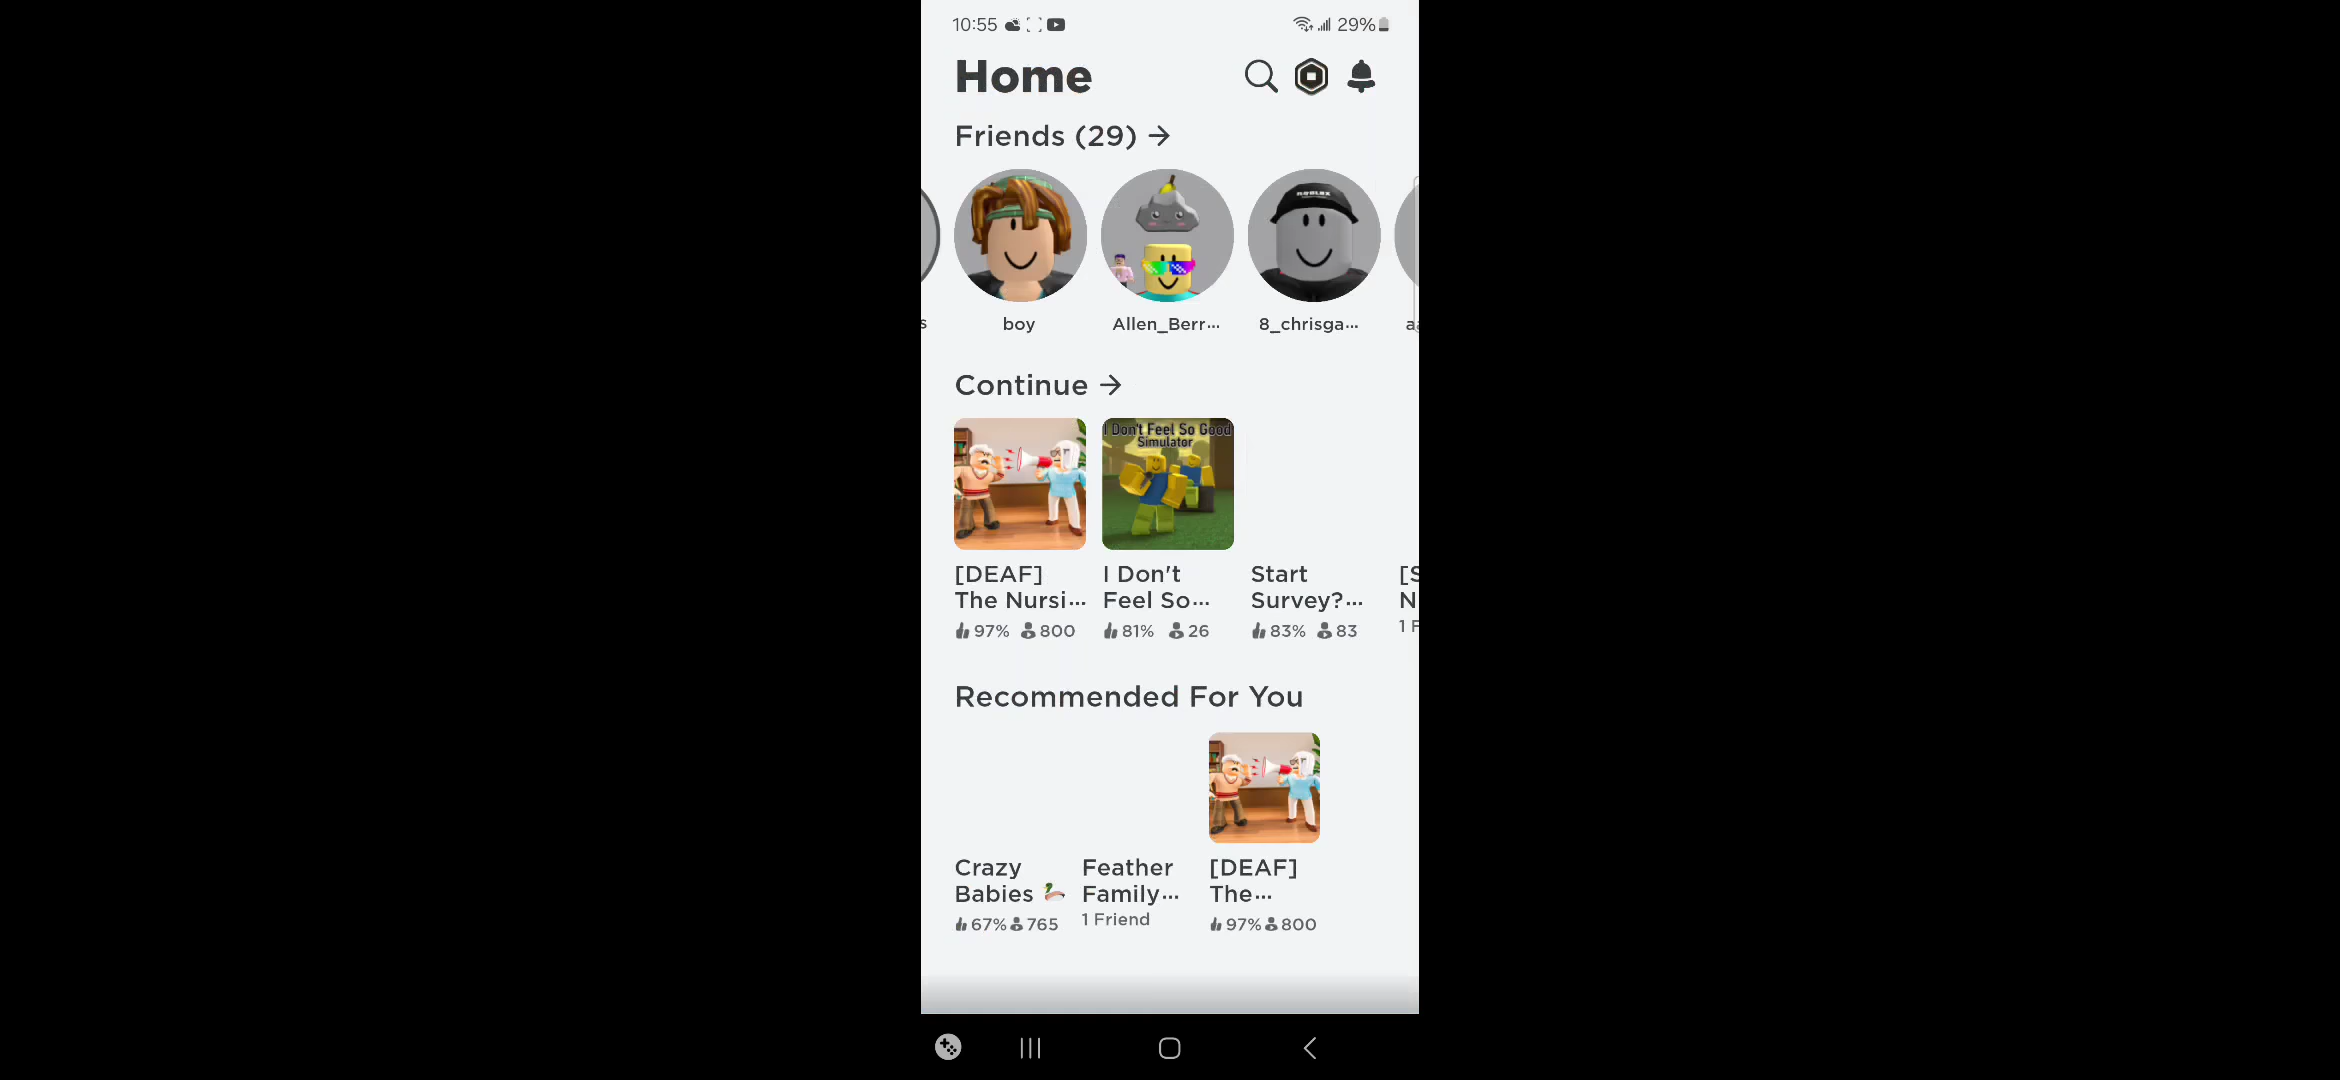 10:55
29%
Home
Friends (29)
ROBLOX
s
boy
Allen_Berr...
8_chrisga...
Continue
I Don't Feel So Good
Simulator
[DEAF]
The Nursi...
97% 800
I Don't
Feel So...
81% 26
Start
Survey?...
83% 83
[S
N
1 F
Recommended For You
Crazy
Babies
67% 765
Feather
Family...
1 Friend
[DEAF]
The...
97% 800